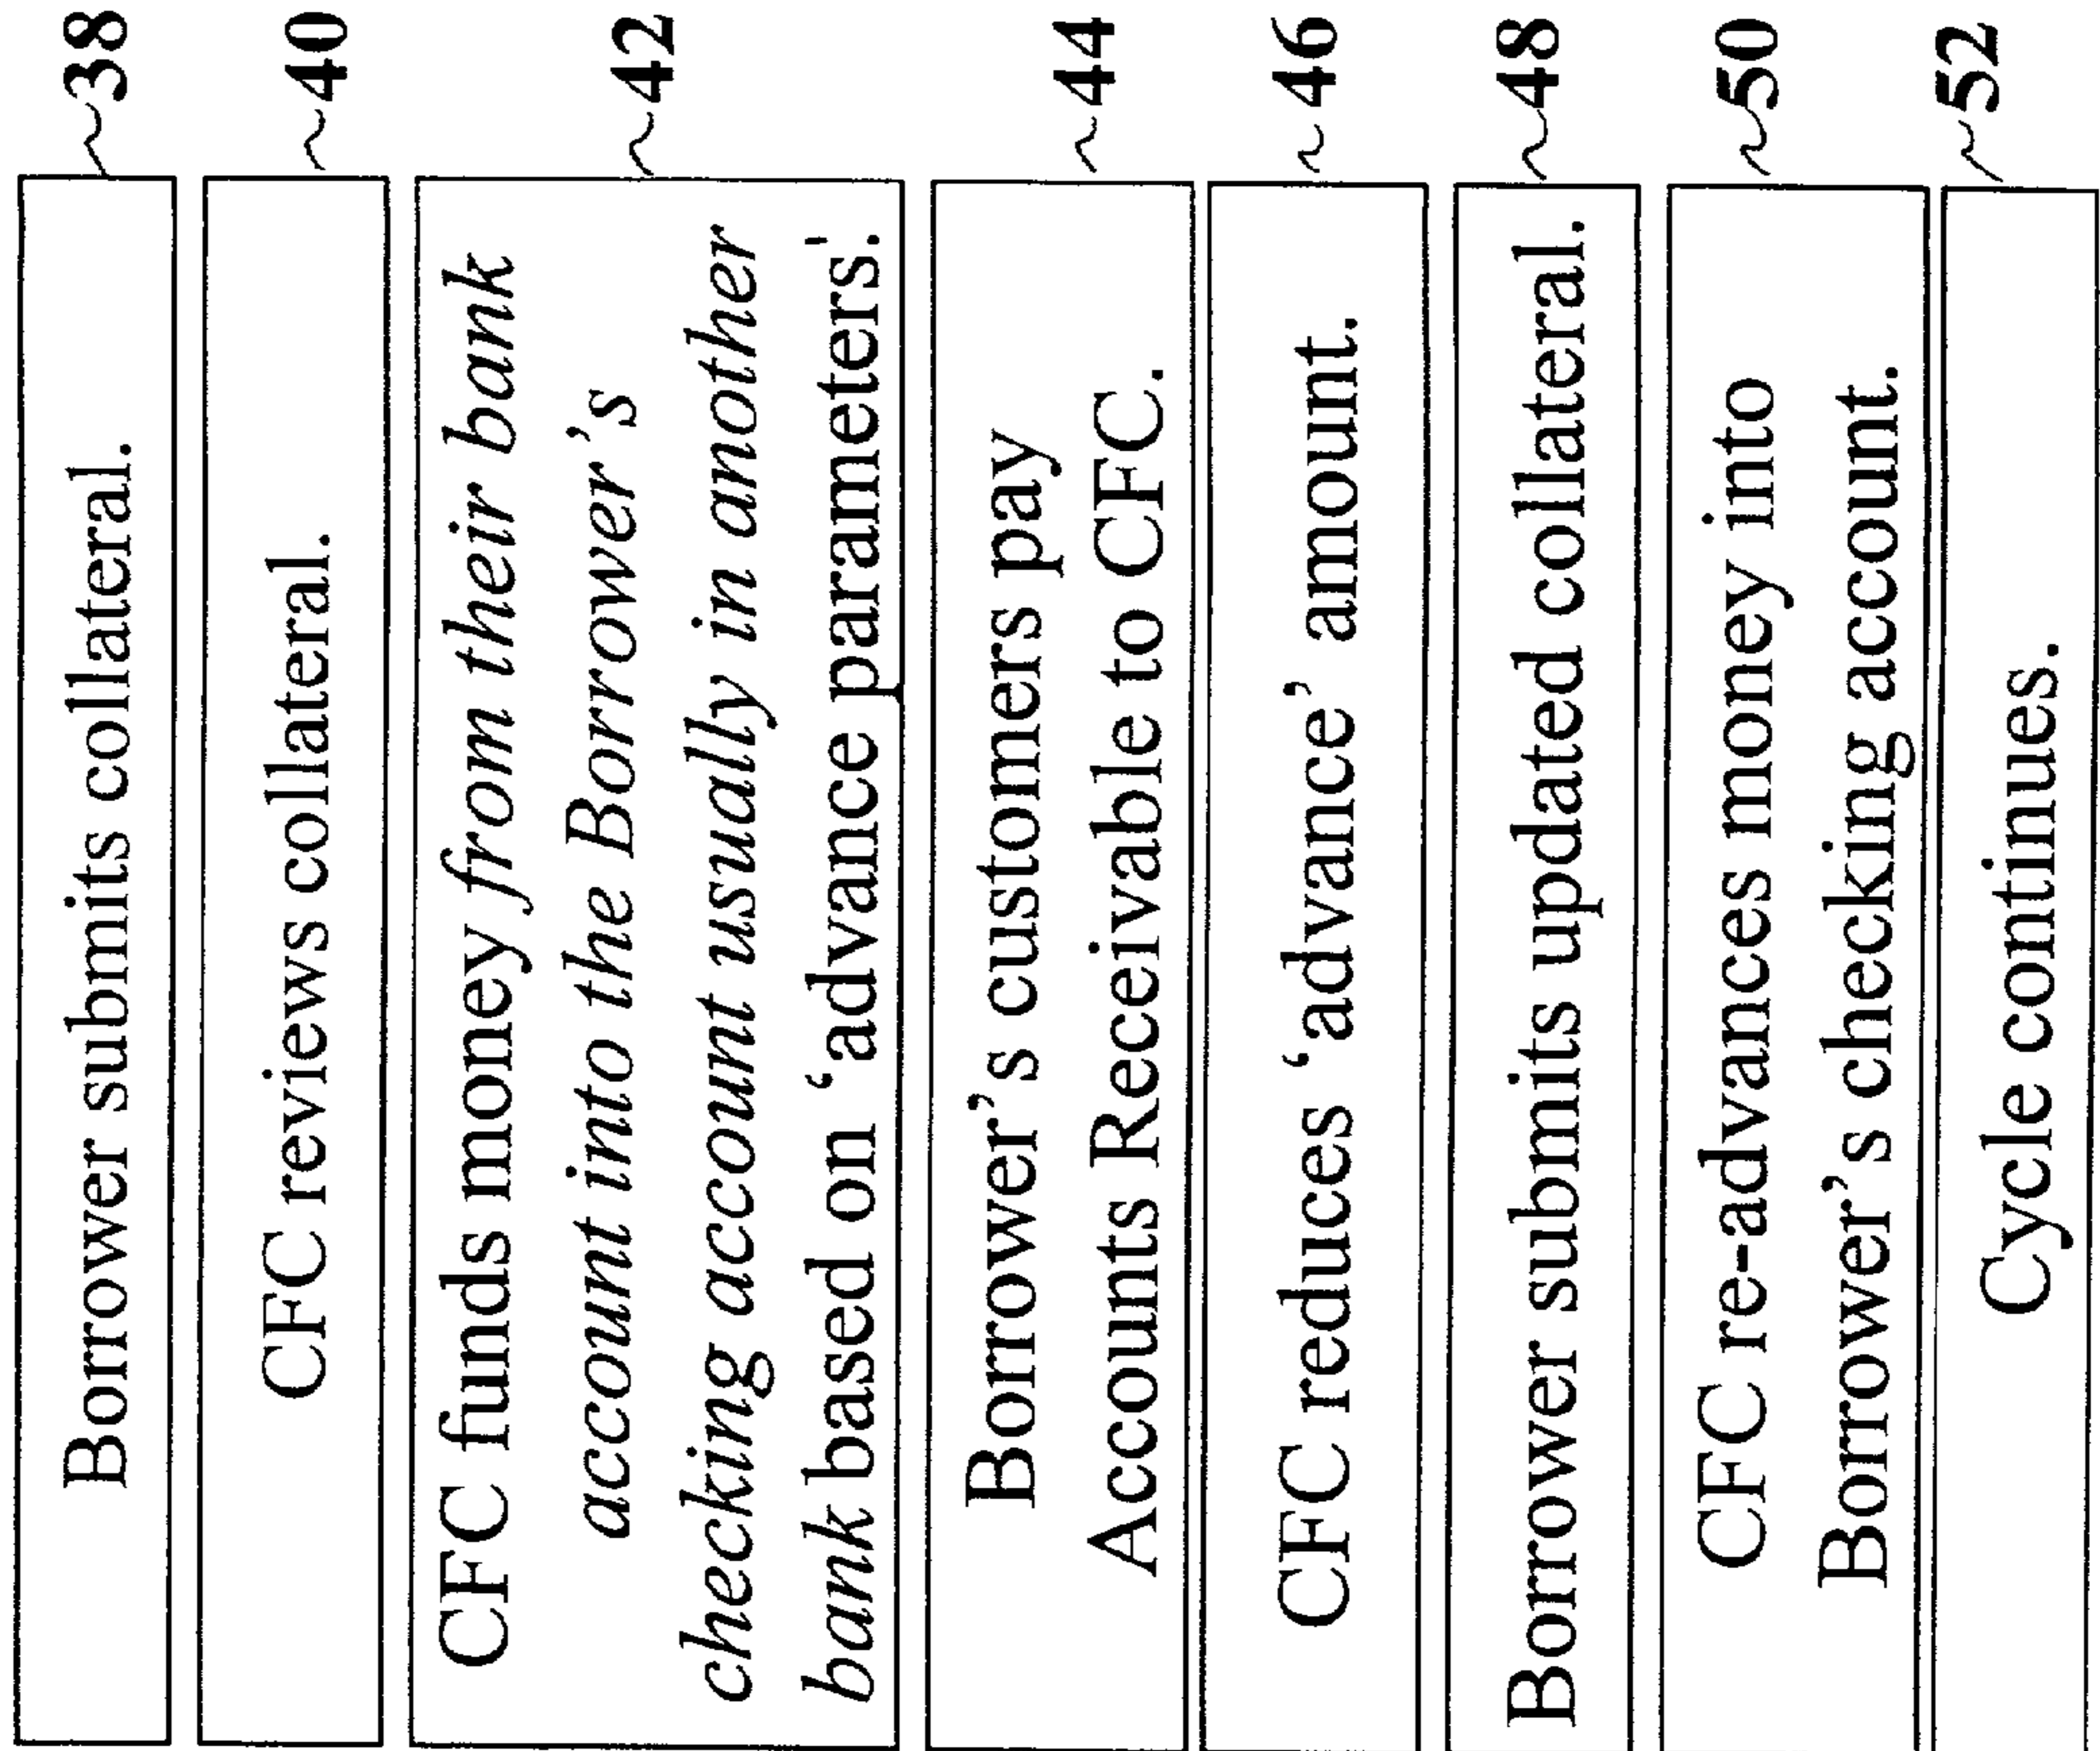 Borrower submits collateral.
38
CFC reviews collateral.
40
CFC funds money from their bank
account into the Borrower's
checking account usually in another
bank based on ‘advance parameters.'
42
Borrower’s customers pay
Accounts Receivable to CFC.
44
CFC reduces ‘advance’ amount.
46
Borrower submits updated collateral.
48
CFC re-advances money into
Borrower’s checking account.
50
Cycle continues.
52